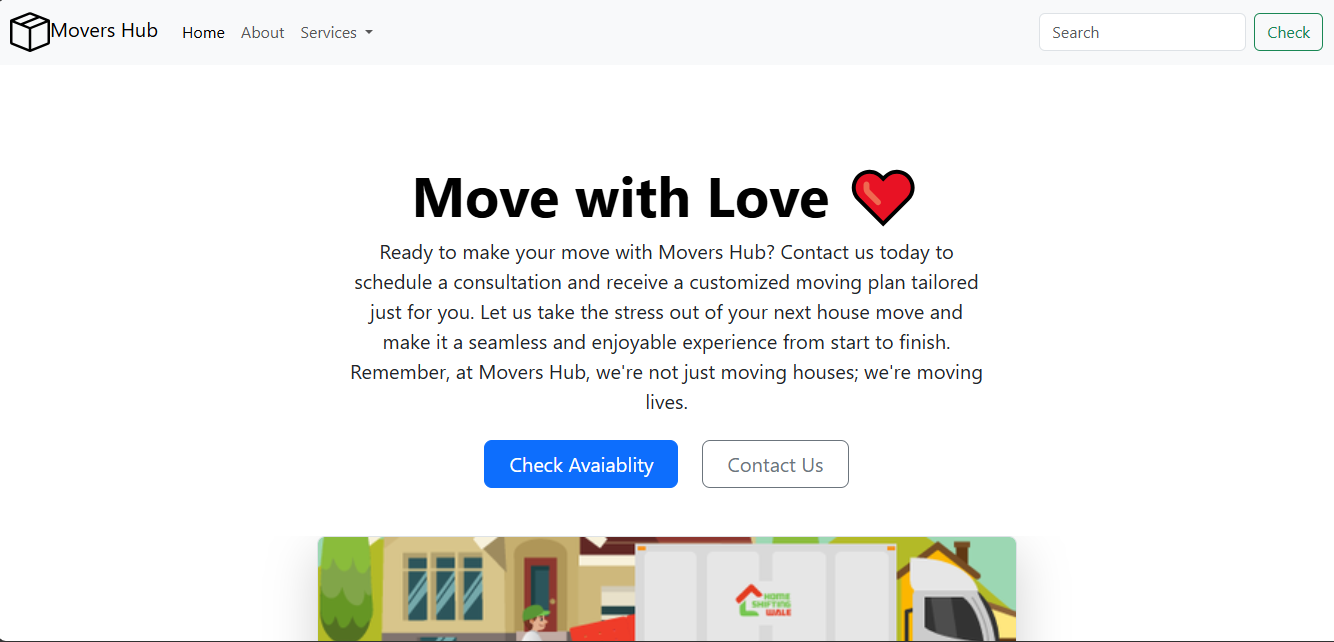 Movers Hub
Home
About
Services
Search
Check
Move with Love
Ready to make your move with Movers Hub? Contact us today to
schedule a consultation and receive a customized moving plan tailored
just for you. Let us take the stress out of your next house move and
make it a seamless and enjoyable experience from start to finish.
Remember, at Movers Hub, we're not just moving houses; we're moving
lives.
Check Avaiablity
Contact Us
HOME
SHIFTING
WALE